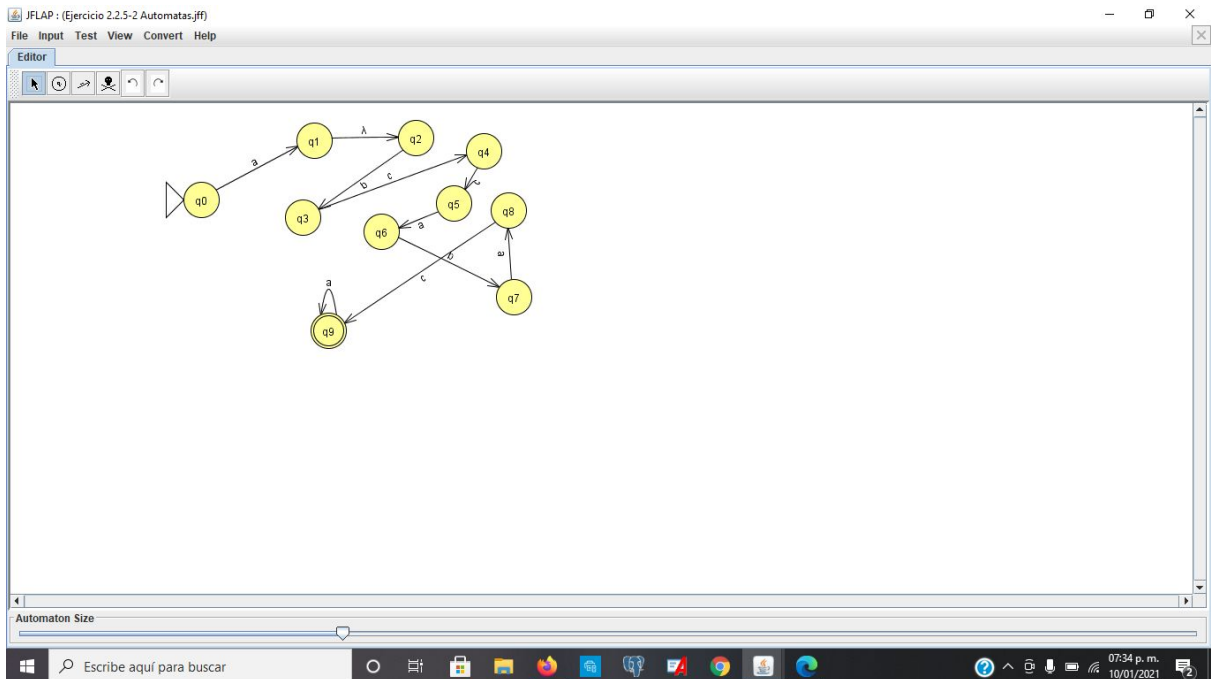 JFLAP : (Ejercicio 2.2.5-2 Automatas.jff)
File Input Test View Convert Help
Editor
a
q1
λ
q2
q4
q0
b
c
c
q3
q5
q8
q6
a
b
a
c
q7
a
q9
Automaton Size
Escribe aquí para buscar
07:34 p. m.
10/01/2021
2